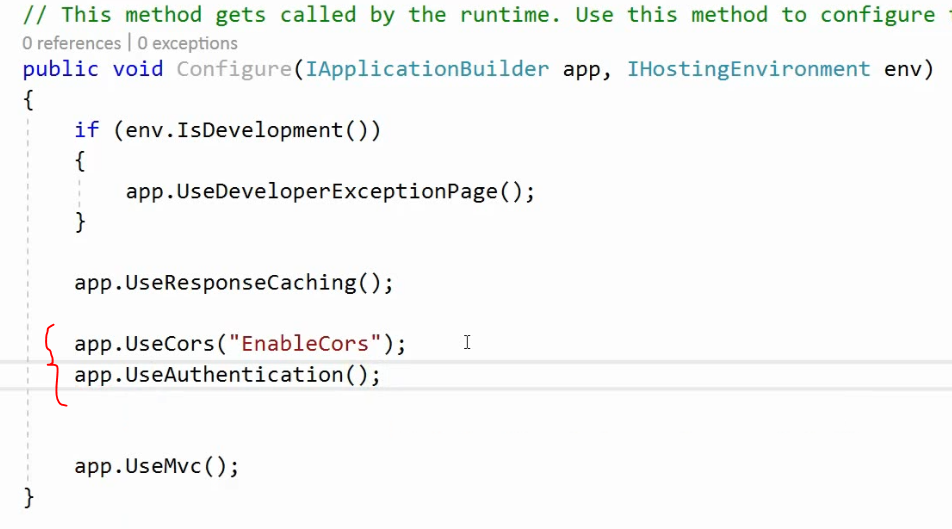 // This method gets called by the runtime. Use this method to configure
0 references | 0 exceptions
public void Configure(IApplicationBuilder app, IHostingEnvironment env)
{
if (env.IsDevelopment())
{
app.UseDeveloperExceptionPage();
}
app.UseResponseCaching();
app.UseCors("EnableCors");
app.UseAuthentication();
app.UseMvc();
}